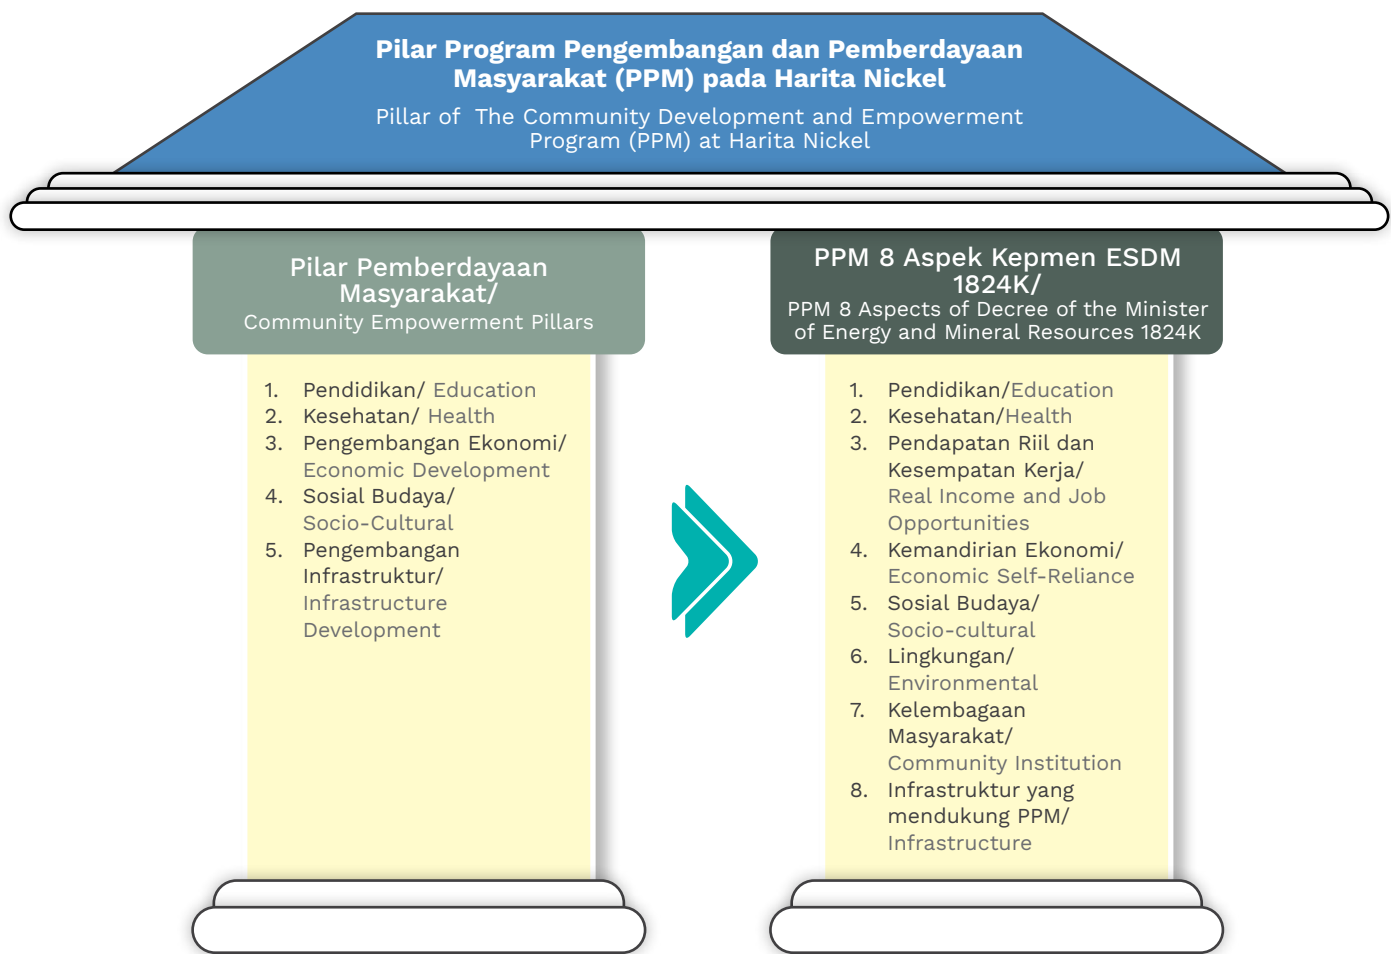 Pilar Program Pengembangan dan Pemberdayaan
Masyarakat (PPM) pada Harita Nickel
Pillar of The Community Development and Empowerment
Program (PPM) at Harita Nickel
Pilar Pemberdayaan
Masyarakat/
Community Empowerment Pillars
1. Pendidikan/ Education
2. Kesehatan/ Health
3. Pengembangan Ekonomi/
Economic Development
4. Sosial Budaya/
Socio-Cultural
5. Pengembangan
Infrastruktur/
Infrastructure
Development
PPM 8 Aspek Kepmen ESDM
1824K/
PPM 8 Aspects of Decree of the Minister
of Energy and Mineral Resources 1824K
1. Pendidikan/Education
2. Kesehatan/Health
3. Pendapatan Riil dan
Kesempatan Kerja/
Real Income and Job
Opportunities
4. Kemandirian Ekonomi/
Economic Self-Reliance
5. Sosial Budaya/
Socio-cultural
6. Lingkungan/
Environmental
7. Kelembagaan
Masyarakat/
Community Institution
8. Infrastruktur yang
mendukung PPM/
Infrastructure